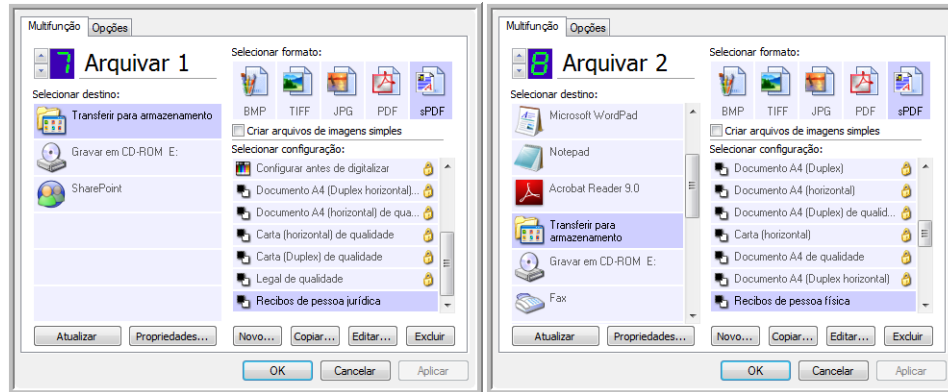 Multifunção Opções
7 Arquivar 1
Selecionar destino:
Transferir para armazenamento
Gravar em CD-ROM E:
SharePoint
Selecionar formato:
BMP TIFF JPG PDF sPDF
Criar arquivos de imagens simples
Selecionar configuração:
Configurar antes de digitalizar
Documento A4 (Duplex horizontal)...
Documento A4 (horizontal) de qua...
Carta (horizontal) de qualidade
Carta (Duplex) de qualidade
Legal de qualidade
Recibos de pessoa jurídica
Atualizar Propriedades... Novo... Copiar... Editar... Excluir
OK Cancelar Aplicar
Multifunção Opções
8 Arquivar 2
Selecionar destino:
Microsoft WordPad
Notepad
Acrobat Reader 9.0
Transferir para
armazenamento
Gravar em CD-ROM E:
Fax
Selecionar formato:
BMP TIFF JPG PDF sPDF
Criar arquivos de imagens simples
Selecionar configuração:
Documento A4 (Duplex)
Documento A4 (horizontal)
Documento A4 (Duplex) de qualid...
Carta (horizontal)
Documento A4 de qualidade
Documento A4 (Duplex horizontal)
Recibos de pessoa física
Atualizar Propriedades... Novo... Copiar... Editar... Excluir
OK Cancelar Aplicar